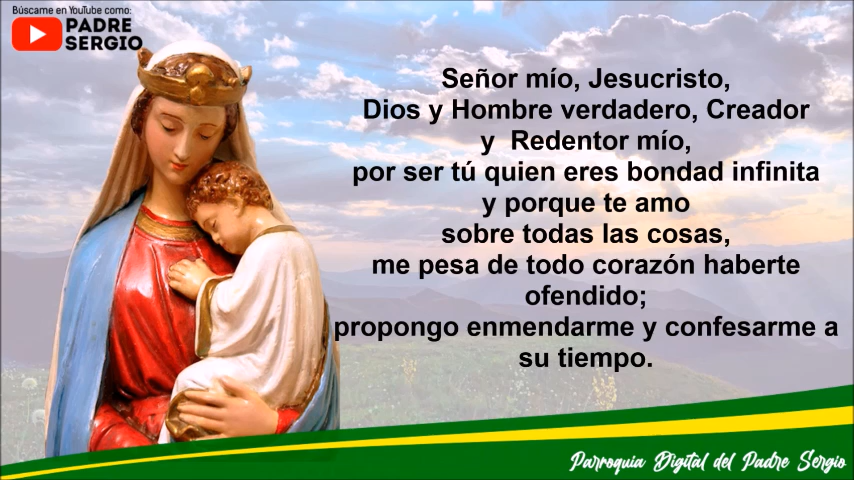 Búscame en YouTube como:
PADRE
SERGIO
Señor mío, Jesucristo,
Dios y Hombre verdadero, Creador
y Redentor mío,
por ser tú quien eres bondad infinita
y porque te amo
sobre todas las cosas,
me pesa de todo corazón haberte
ofendido;
propongo enmendarme y confesarme a
su tiempo.
Parroquia Digital del Padre Sergio